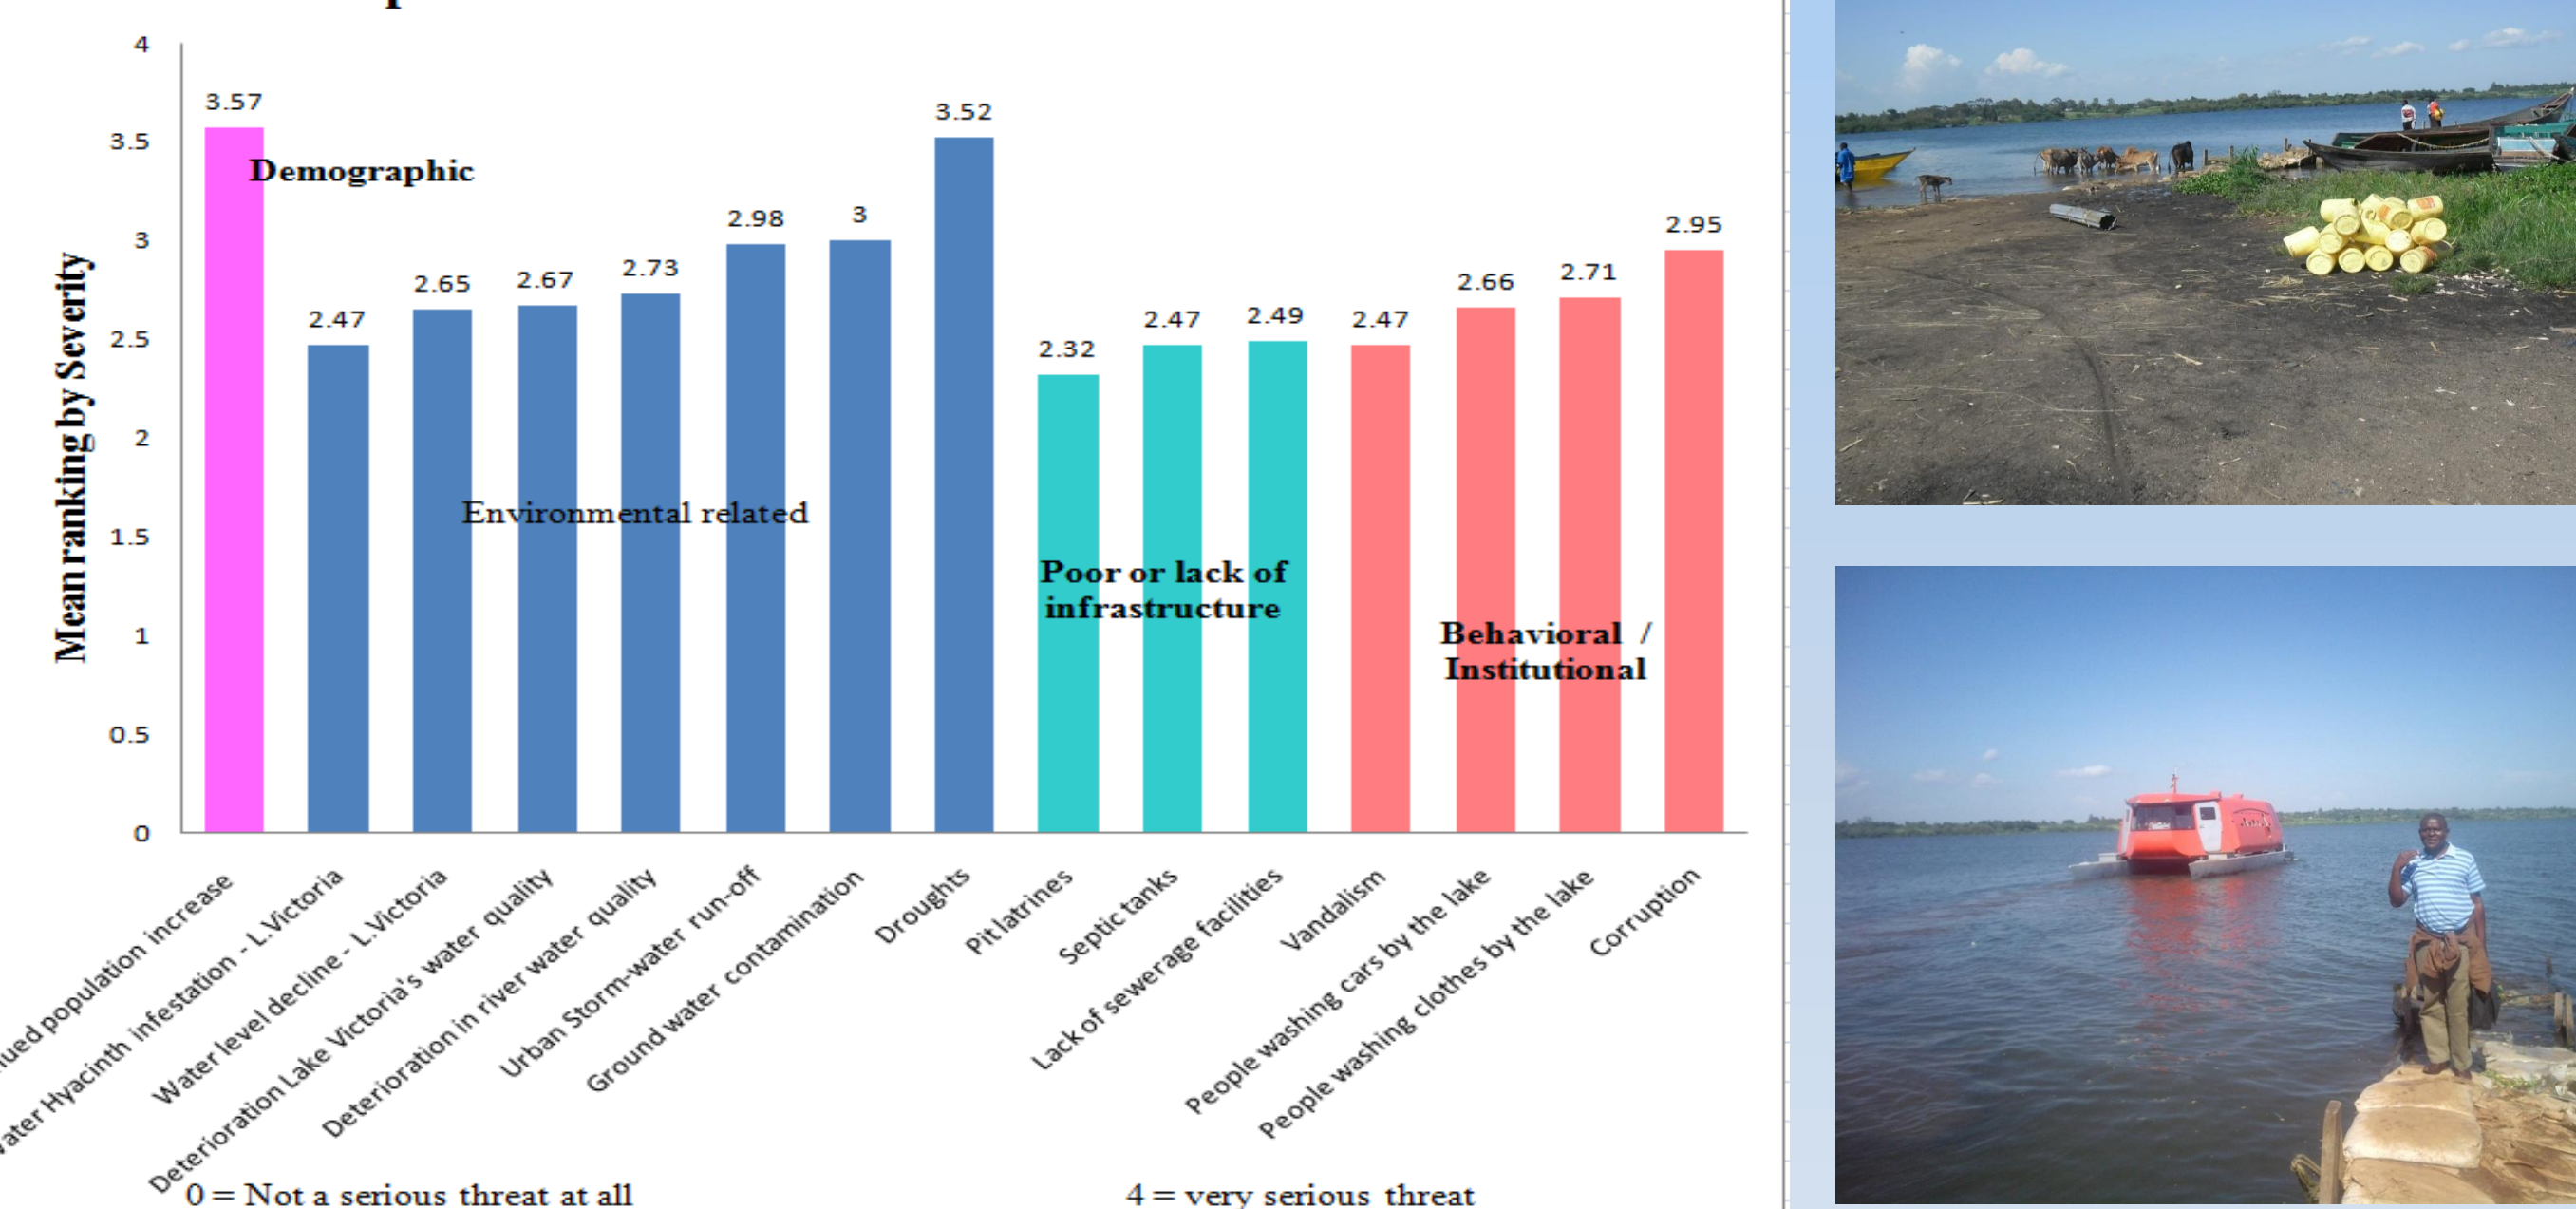 4
3.5
3
2.5
2
1.5
1
0.5
0
Mean ranking by Severity
3.57
2.47
2.65
2.67
2.73
2.98
3
3.52
2.32
2.47
2.49
2.47
2.66
2.71
2.95
Demographic
Environmental related
Poor or lack of
infrastructure
Behavioral /
Institutional
population increase
Hyacinth infestation - L.Victoria
Water level decline - L.Victoria
Deterioration Lake Victoria's water quality
Deterioration in river water quality
Urban Storm-water run-off
Ground water contamination
Droughts
Pit latrines
Septic tanks
Lack of sewerage facilities
Vandalism
People washing cars by the lake
People washing clothes by the lake
Corruption
0 = Not a serious threat at all
4 = very serious threat